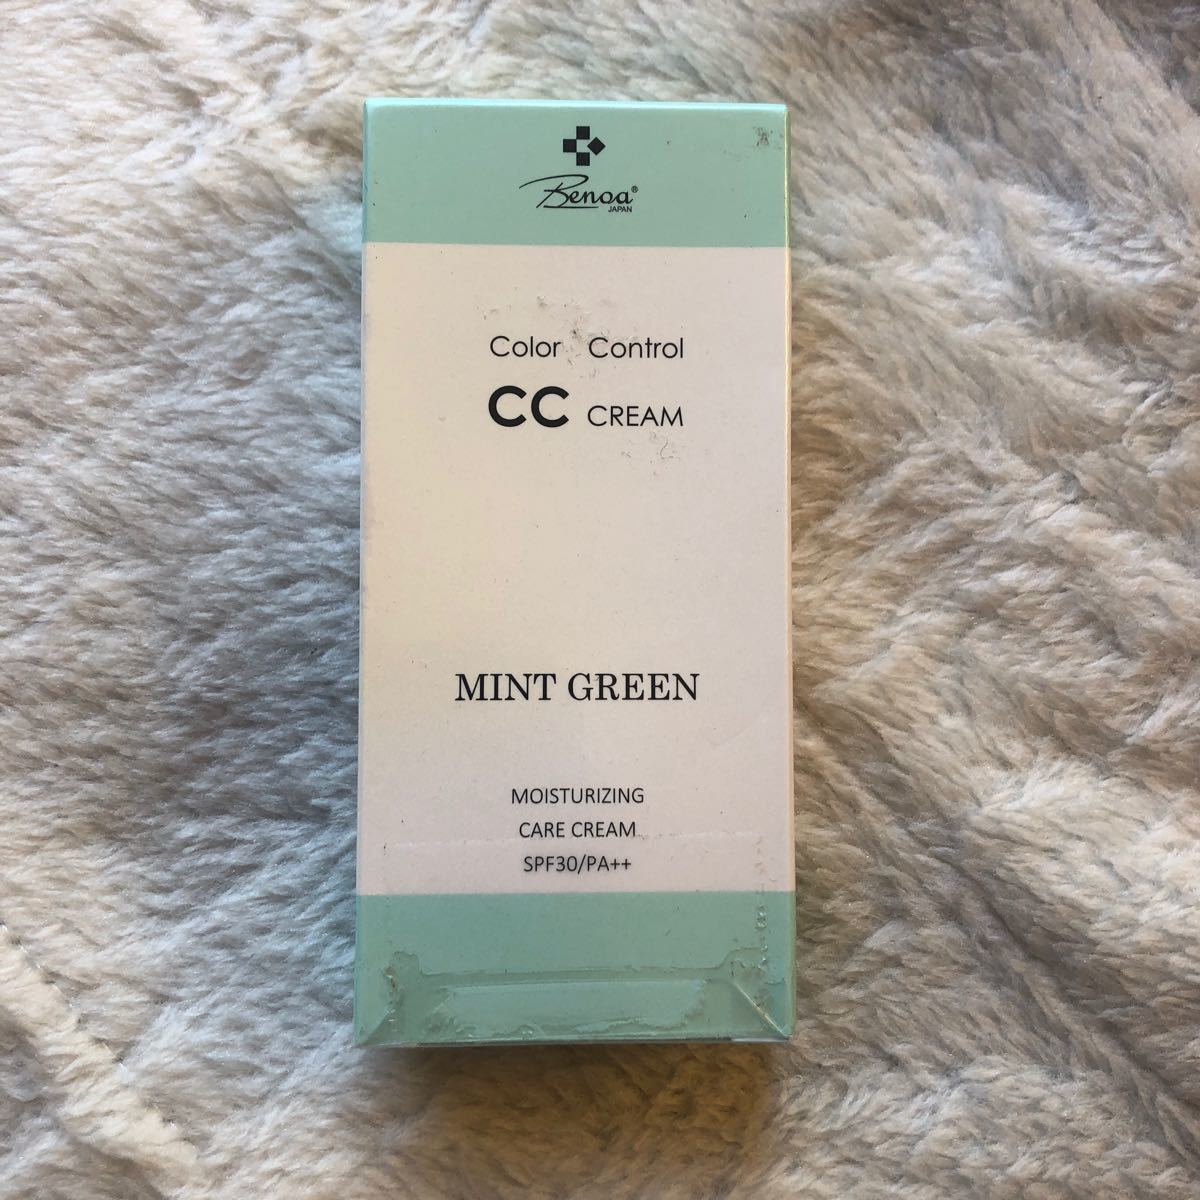 Benoa®
JAPAN
Color Control
CC CREAM
MINT GREEN
MOISTURIZING
CARE CREAM
SPF30/PA++